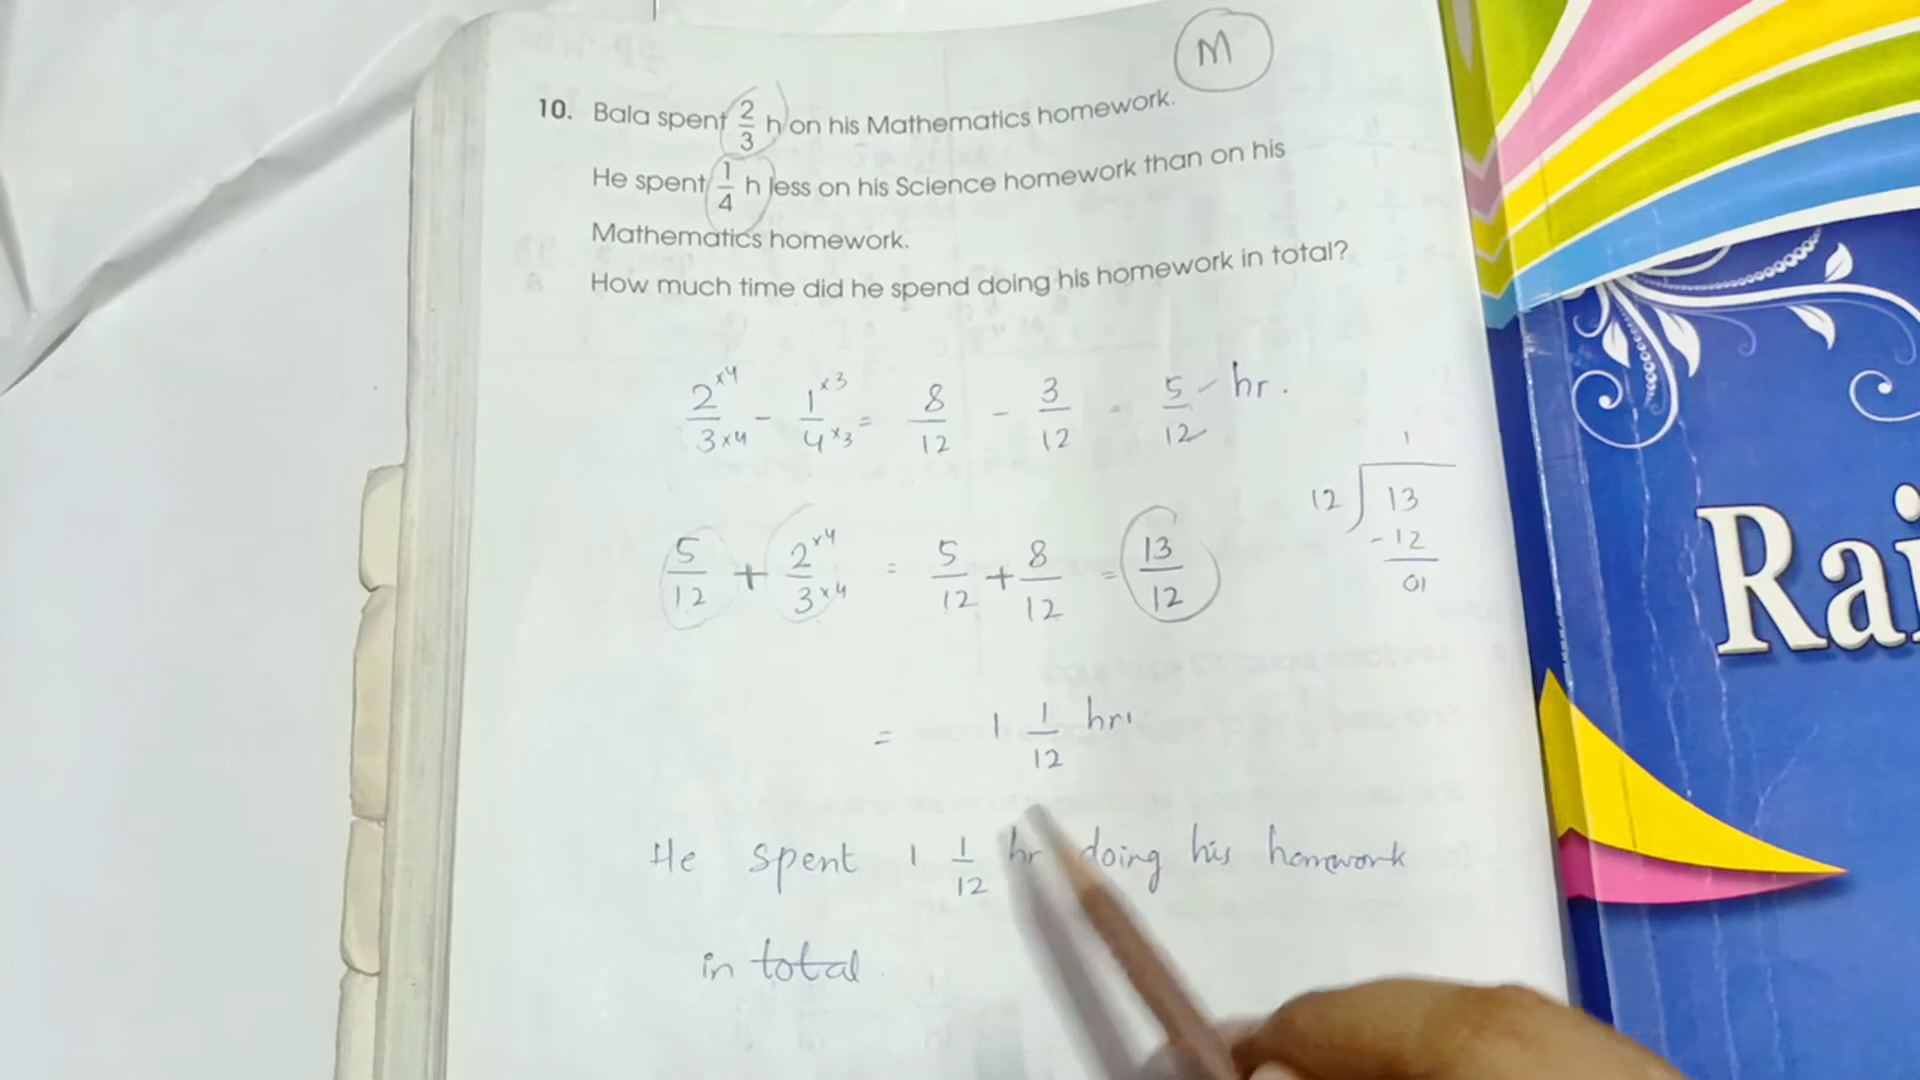 M
10. Bala spent 2/3 h on his Mathematics homework.
He spent 1/4 h less on his Science homework than on his
Mathematics homework.
How much time did he spend doing his homework in total?
2×4/3×4 - 1×3/4×3 = 8/12 - 3/12 = 5/12 hr.
1
12 ) 13
-12
01
5/12 + 2×4/3×4 = 5/12 + 8/12 = 13/12
= 1 1/12 hr
He spent 1 1/12 hr doing his homework
in total
Rai